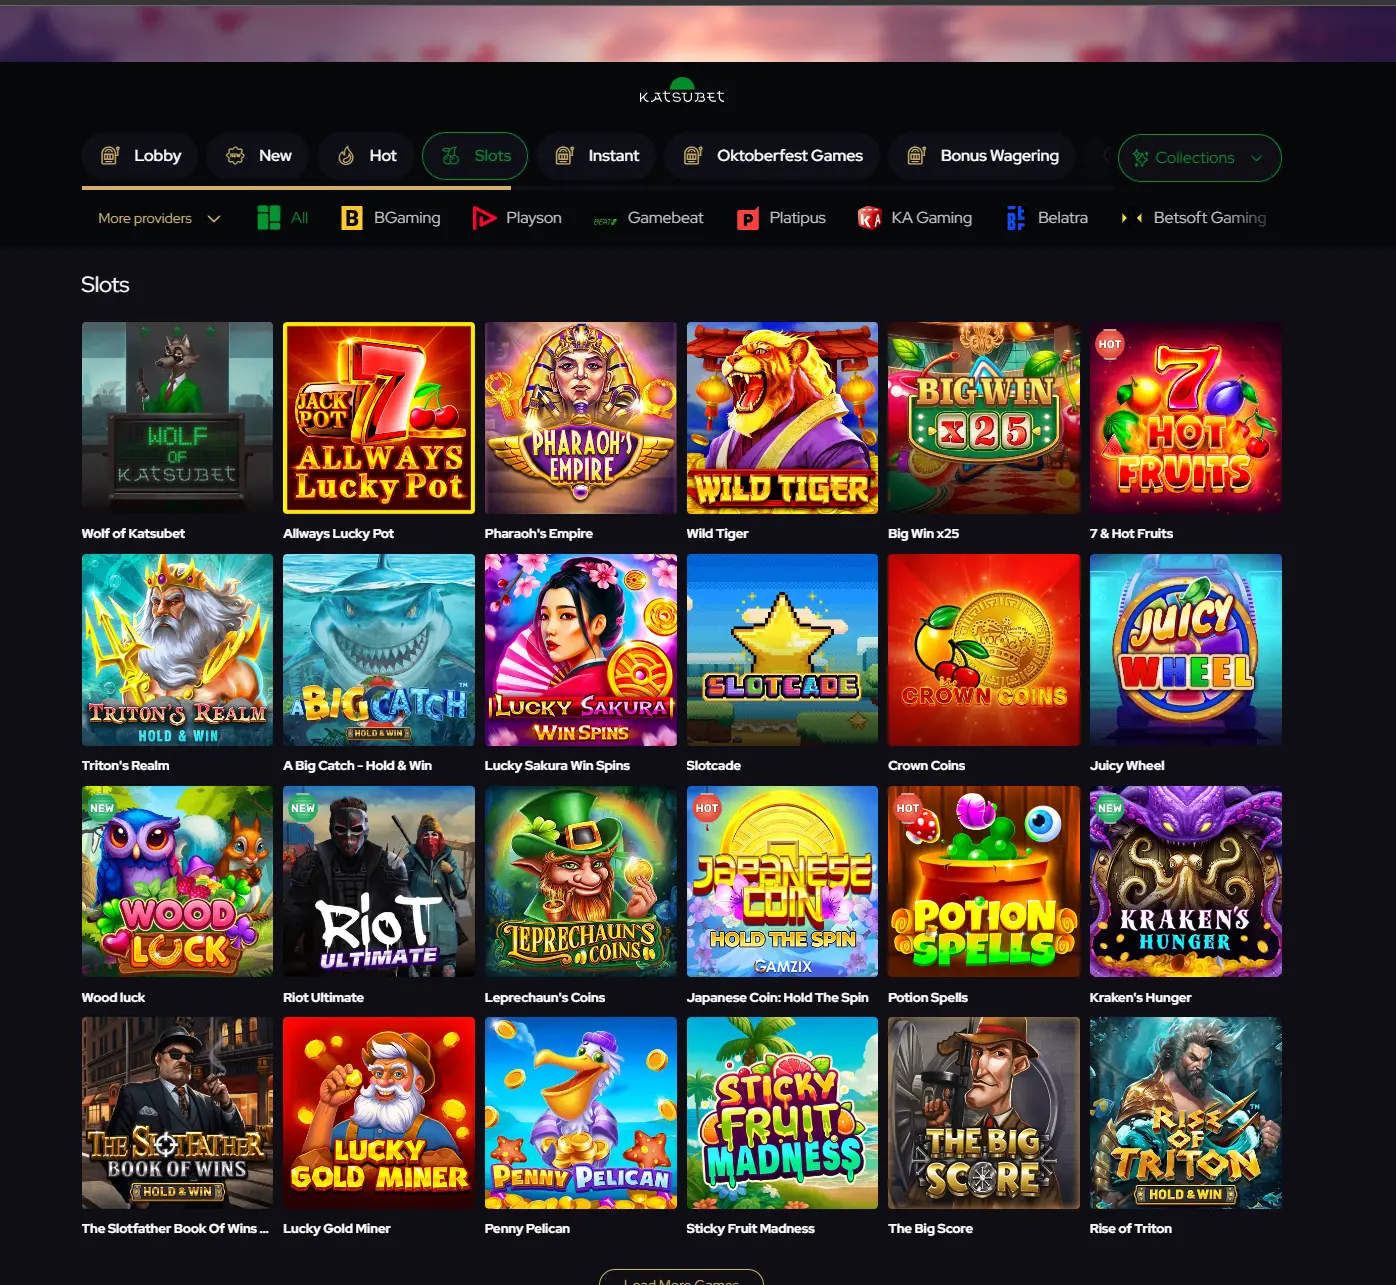 KATSUBET
Lobby
New
Hot
Slots
Instant
Oktoberfest Games
Bonus Wagering
Collections
More providers
All
BGaming
Playson
Gamebeat
Platipus
KA Gaming
Belatra
Betsoft Gaming
Slots
WOLF
OF
KATSUBET
JACK
POT
7
ALLWAYS
Lucky Pot
PHARAOH'S
EMPIRE
WILD TIGER
BIG WIN
X25
HOT
7
HOT
FRUITS
Wolf of Katsubet
Allways Lucky Pot
Pharaoh's Empire
Wild Tiger
Big Win x25
7 & Hot Fruits
TRITON'S REALM
HOLD & WIN
A BIG CATCH™
HOLD & WIN
LUCKY SAKURA
WIN SPINS
SLOTCADE
CROWN COINS
JUICY
WHEEL
Triton's Realm
A Big Catch - Hold & Win
Lucky Sakura Win Spins
Slotcade
Crown Coins
Juicy Wheel
NEW
WOOD
LUCK
NEW
RIOT
ULTIMATE
LEPRECHAUN'S
COINS
HOT
JAPANESE
COIN
HOLD THE SPIN
GAMZIX
HOT
POTION
SPELLS
NEW
KRAKEN'S
HUNGER
Wood luck
Riot Ultimate
Leprechaun's Coins
Japanese Coin: Hold The Spin
Potion Spells
Kraken's Hunger
THE SLOTFATHER™
BOOK OF WINS
HOLD & WIN
LUCKY
GOLD MINER
PENNY PELICAN
STICKY
FRUIT
MADNESS
THE BIG
SCORE
RISE™
OF
TRITON
HOLD & WIN
The Slotfather Book Of Wins ...
Lucky Gold Miner
Penny Pelican
Sticky Fruit Madness
The Big Score
Rise of Triton
Load More Games